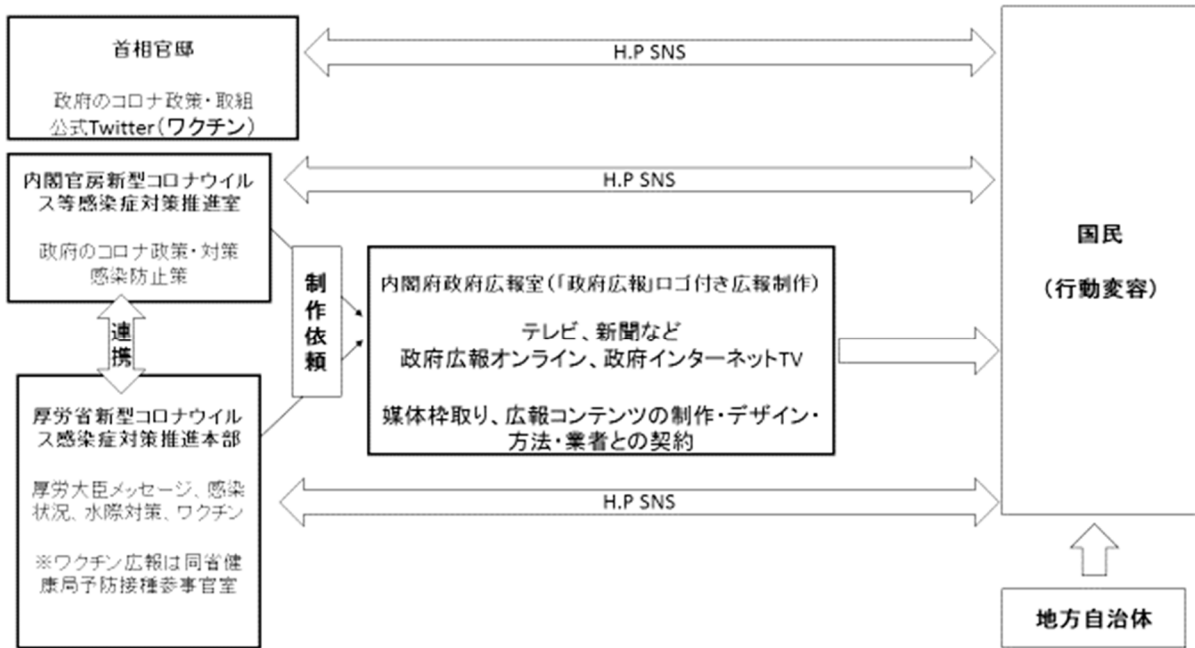 首相官邸
政府のコロナ政策・取組
公式Twitter(ワクチン)
H.P SNS
内閣官房新型コロナウイル
ス等感染症対策推進室
政府のコロナ政策・対策
感染防止策
H.P SNS
連携
制作依頼
内閣府政府広報室(「政府広報」ロゴ付き広報制作)
テレビ、新聞など
政府広報オンライン、政府インターネットTV
媒体枠取り、広報コンテンツの制作・デザイン・
方法・業者との契約
厚労省新型コロナウイル
ス感染症対策推進本部
厚労大臣メッセージ、感染
状況、水際対策、ワクチン
※ワクチン広報は同省健
康局予防接種参事官室
H.P SNS
国民
(行動変容)
地方自治体